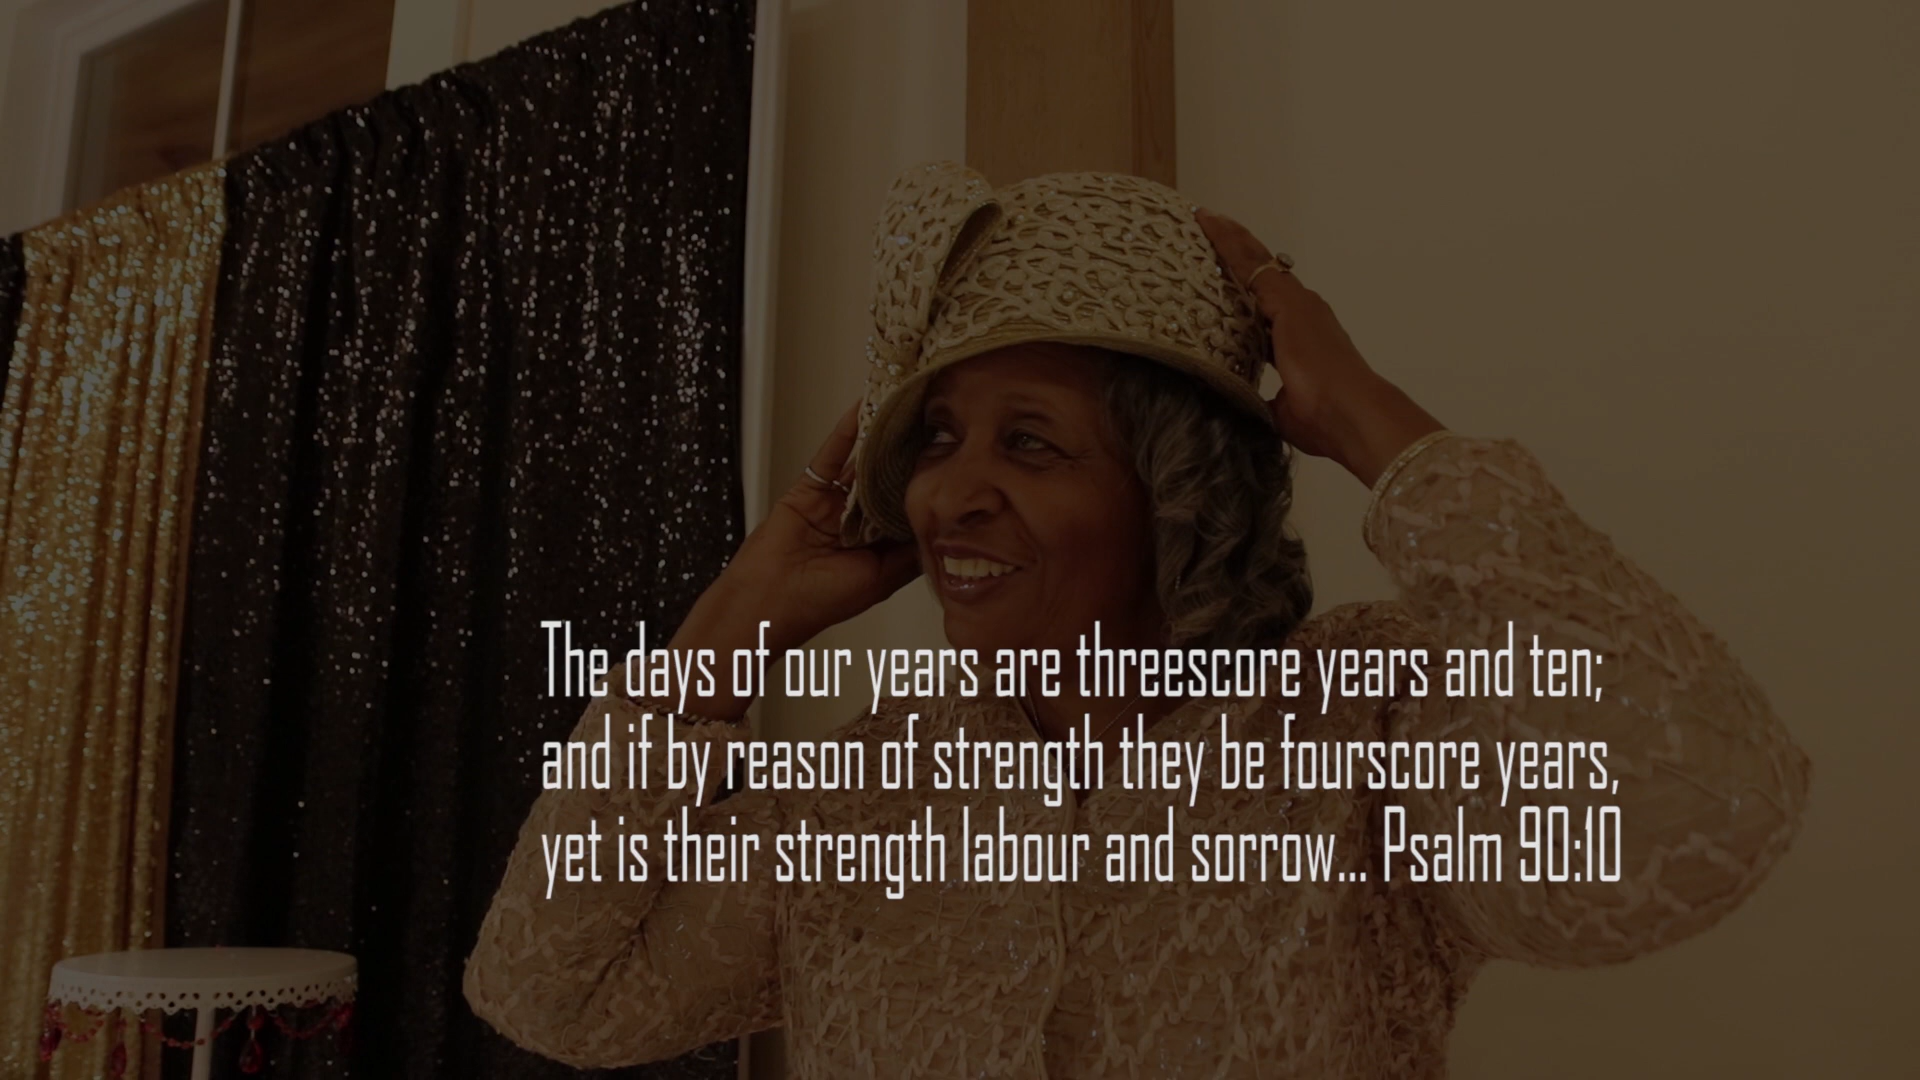 The days of our years are threescore years and ten;
and if by reason of strength they be fourscore years,
yet is their strength labour and sorrow... Psalm 90:10